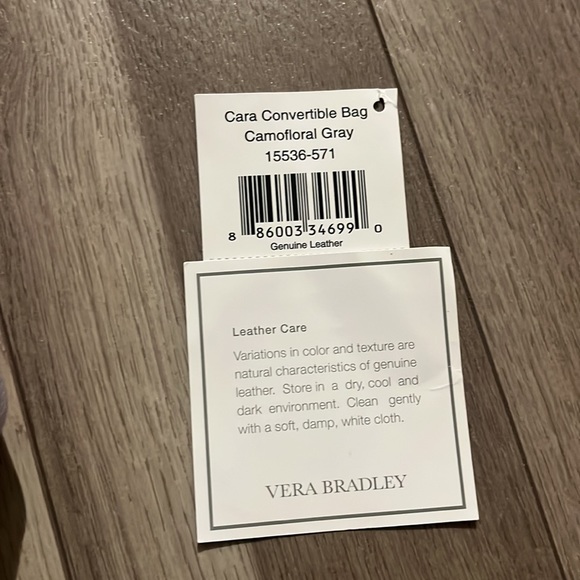 Cara Convertible Bag
Camofloral Gray
15536-571
8 86003 34699 0
Genuine Leather
Leather Care
Variations in color and texture are
natural characteristics of genuine
leather. Store in a dry, cool and
dark environment. Clean gently
with a soft, damp, white cloth.
VERA BRADLEY